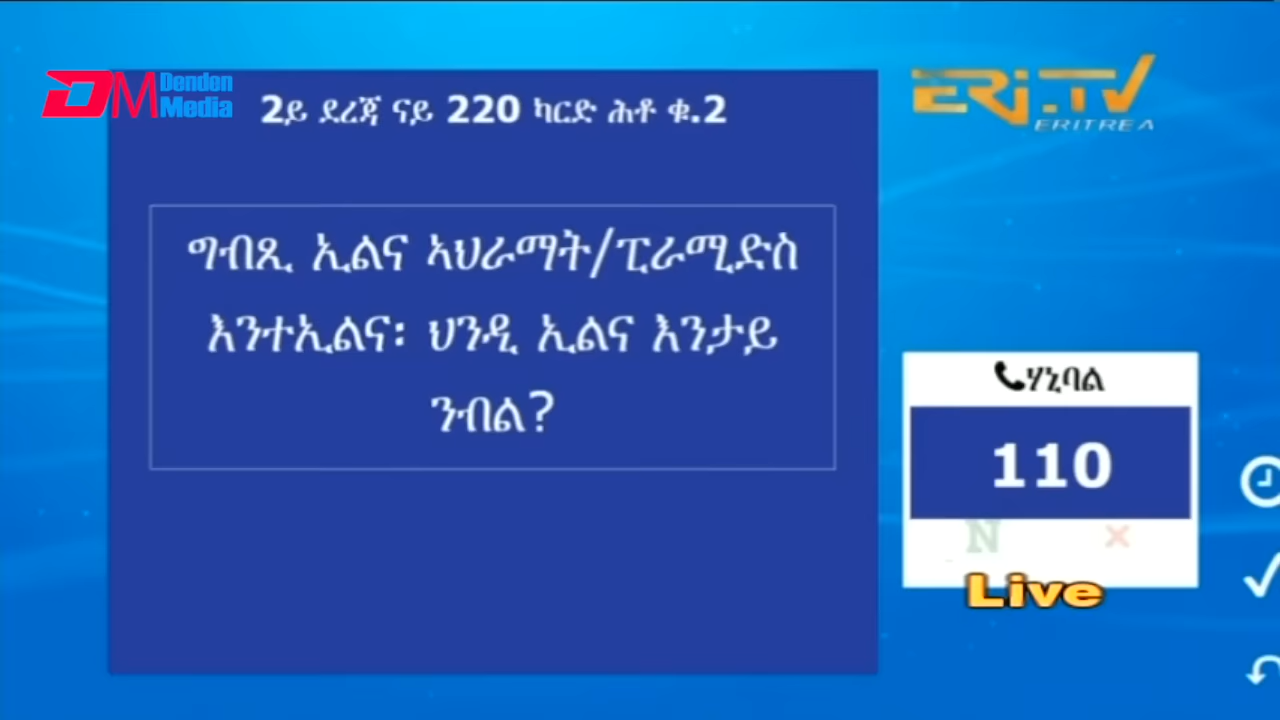 DM Denden Media
ERi.TV
ERITREA
2ይ ደረጃ ናይ 220 ካርድ ሕቶ ቁ.2
ግብጺ ኢልና ኣህራማት/ፒራሚድስ
እንተኢልና፡ ህንዲ ኢልና እንታይ
ንብል?
ሃኒባል
110
N ×
Live